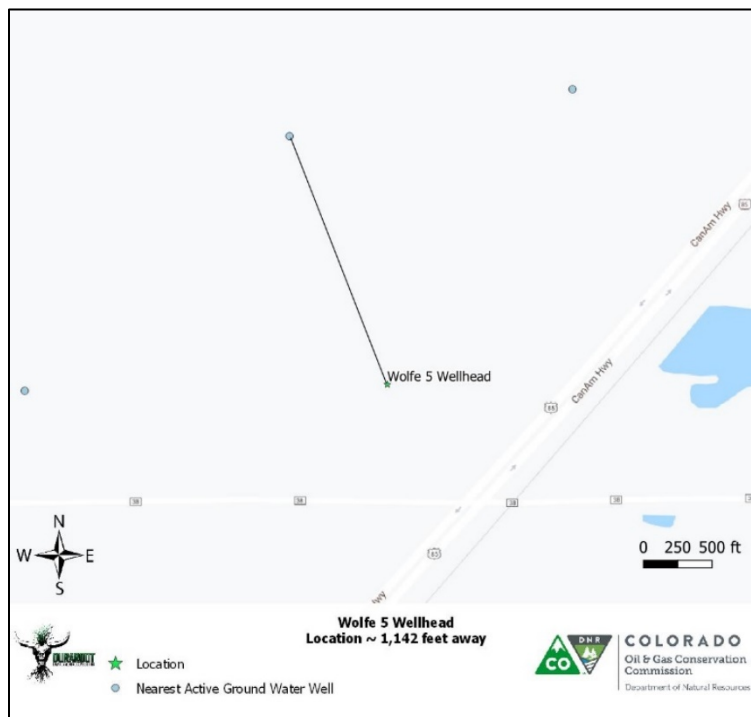 CanAm Hwy
85
Wolfe 5 Wellhead
CanAm Hwy
85
38
38
38
38
N
W E
S
85
0 250 500 ft
Wolfe 5 Wellhead
Location ~ 1,142 feet away
Location
Nearest Active Ground Water Well
CO
DNR
COLORADO
Oil & Gas Conservation
Commission
Department of Natural Resources